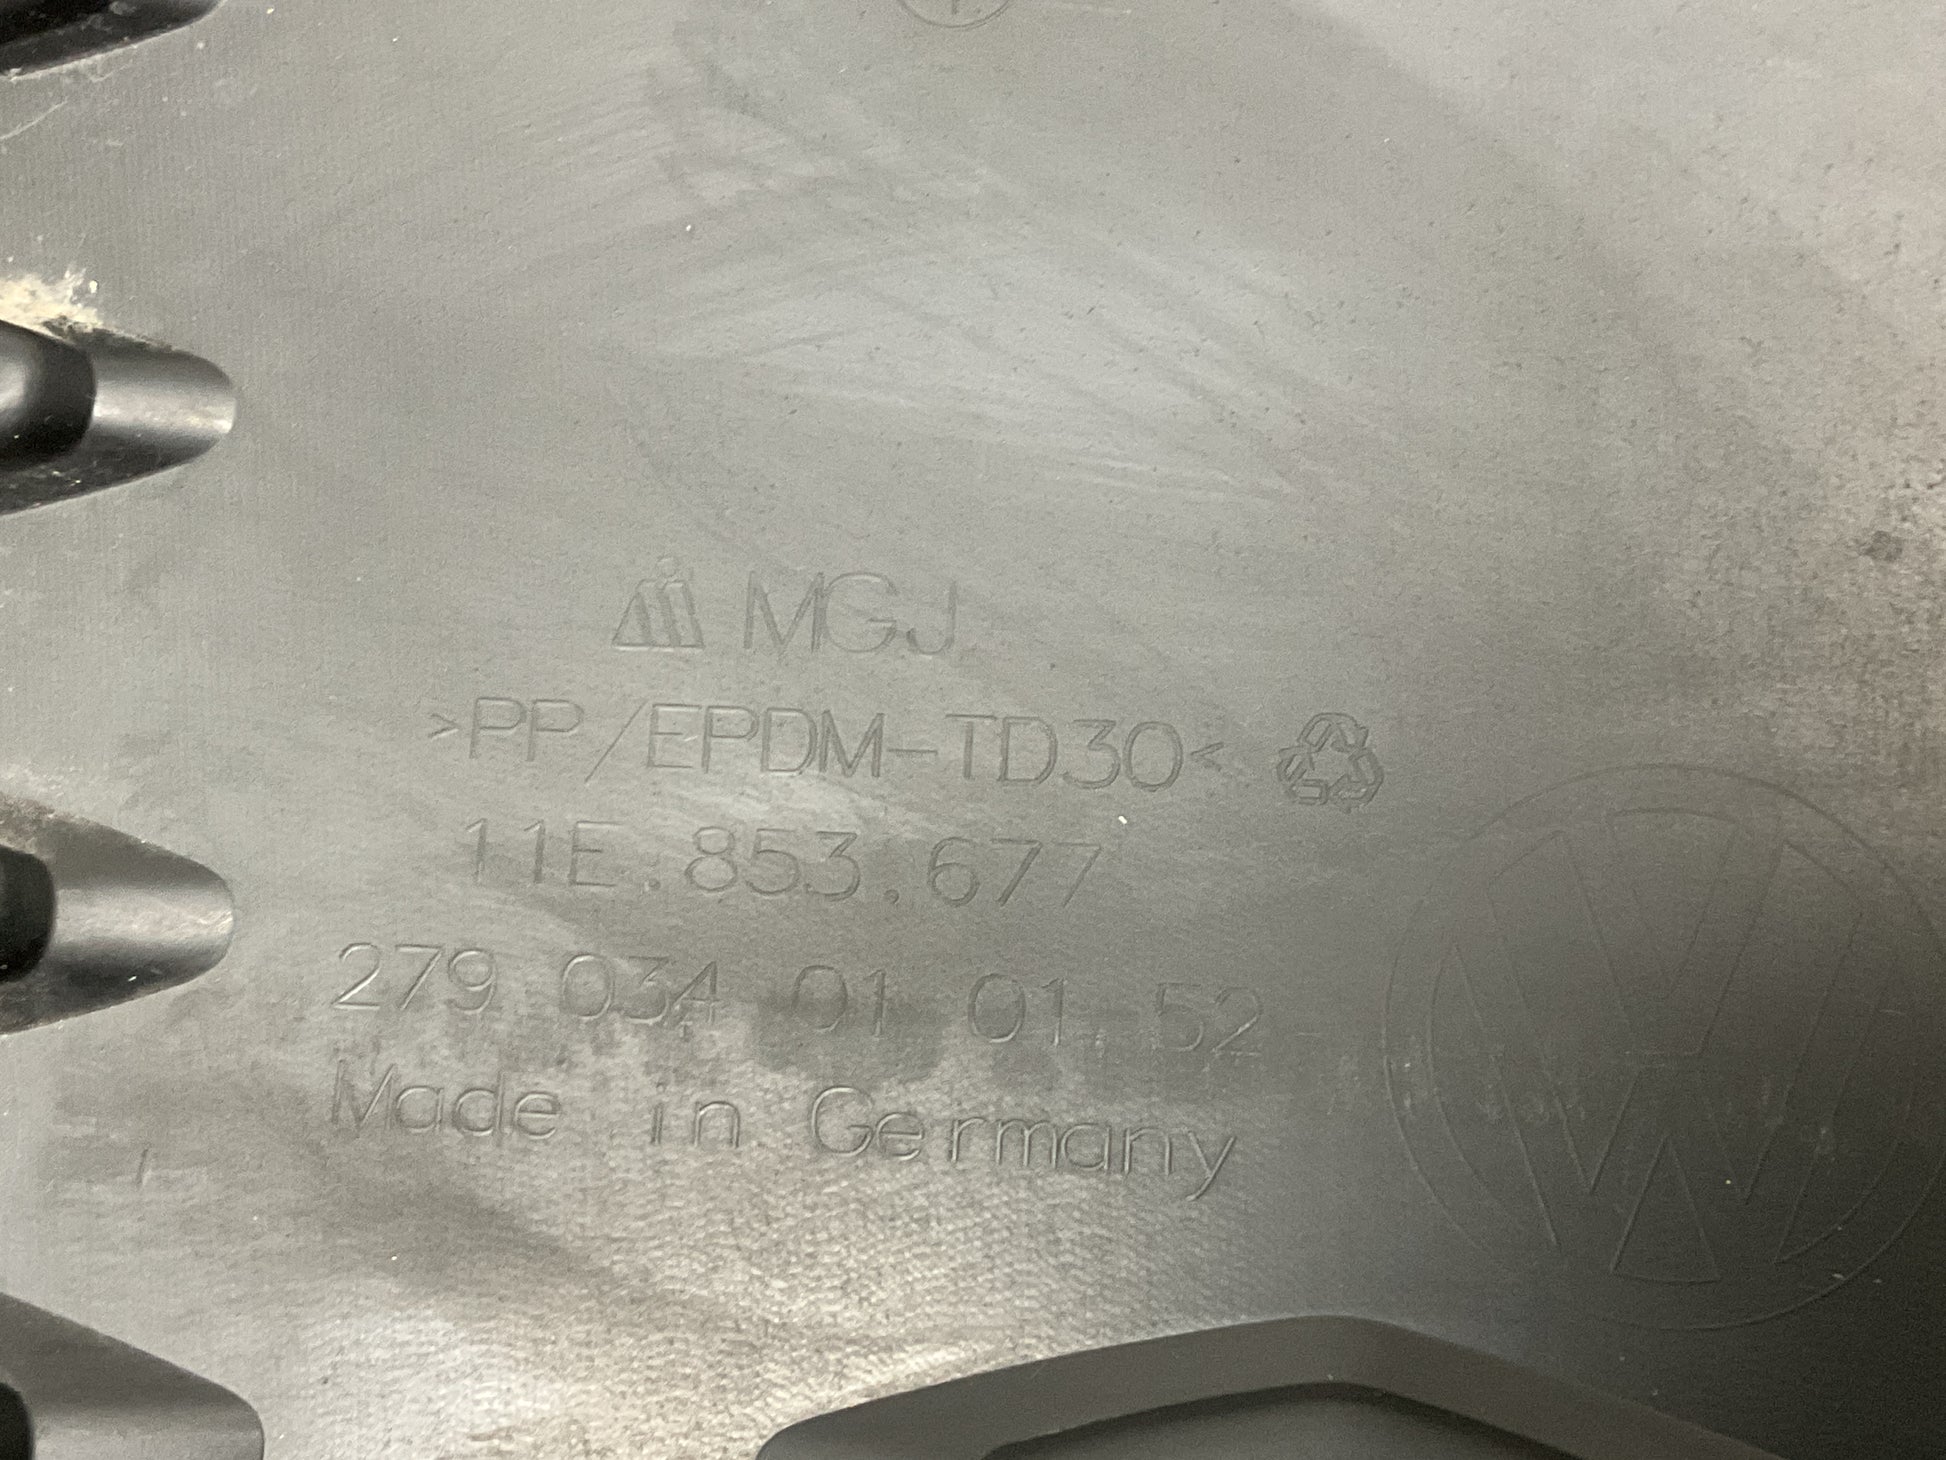 MGJ
>PP/EPDM-TD30<
11E.853.677
279 034 01 01 52
Made in Germany